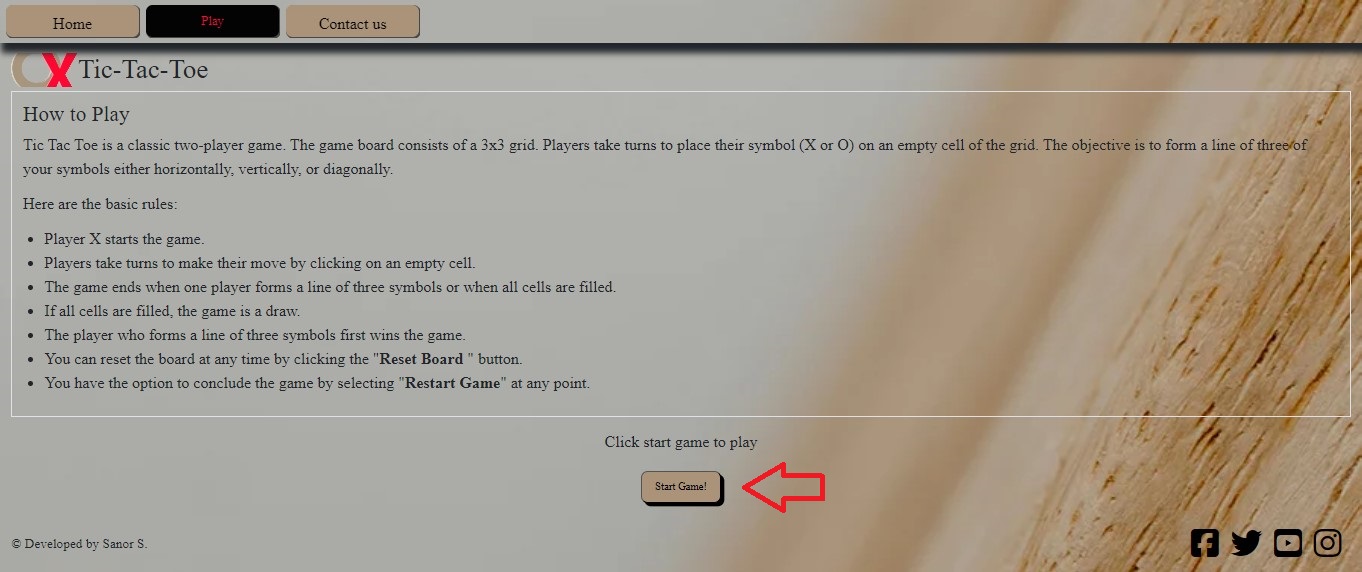 Home
Play
Contact us
OX Tic-Tac-Toe
How to Play
Tic Tac Toe is a classic two-player game. The game board consists of a 3x3 grid. Players take turns to place their symbol (X or O) on an empty cell of the grid. The objective is to form a line of three of
your symbols either horizontally, vertically, or diagonally.
Here are the basic rules:
• Player X starts the game.
• Players take turns to make their move by clicking on an empty cell.
• The game ends when one player forms a line of three symbols or when all cells are filled.
• If all cells are filled, the game is a draw.
• The player who forms a line of three symbols first wins the game.
• You can reset the board at any time by clicking the "Reset Board " button.
• You have the option to conclude the game by selecting "Restart Game" at any point.
Click start game to play
Start Game!
© Developed by Sanor S.